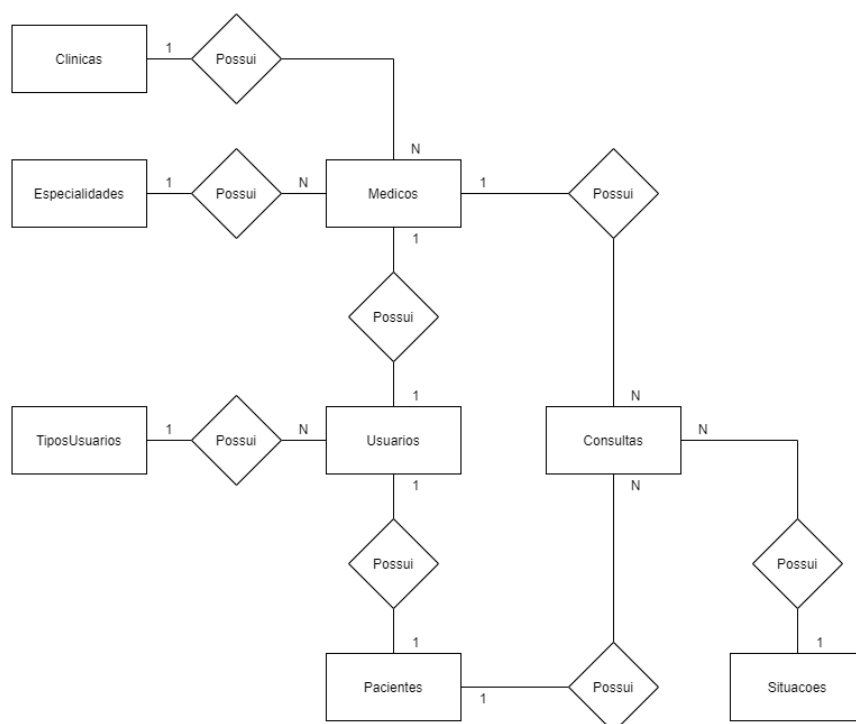 Clinicas
1
Possui
N
Especialidades
1
Possui
N
Medicos
1
Possui
1
Possui
1
N
TiposUsuarios
1
Possui
N
Usuarios
Consultas
N
1
N
Possui
Possui
1
N
1
Pacientes
1
Possui
Situacoes